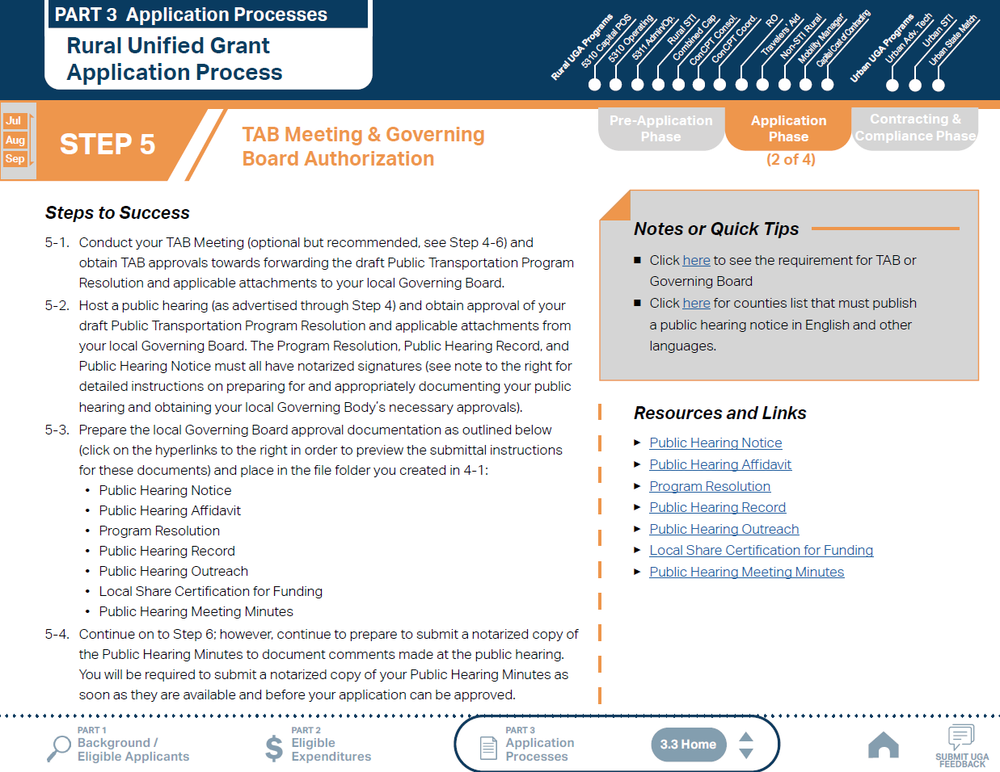 PART 3 Application Processes
Rural Unified Grant
Application Process
Rural UGA Programs
5310 Capital POS
5310 Operating
5311 Admin/Op.
Rural STI
Combined Cap
ConCPT Consol.
ConCPT Coord.
RO
Travelers' Aid
Non-STI Rural
Mobility Manager
Capital Cost of Contracting
Urban UGA Programs
Urban Adv. Tech
Urban STI
Urban State Match
Jul
Aug
Sep
STEP 5
TAB Meeting & Governing
Board Authorization
Pre-Application
Phase
Application
Phase
(2 of 4)
Contracting &
Compliance Phase
Steps to Success
5-1. Conduct your TAB Meeting (optional but recommended, see Step 4-6) and
obtain TAB approvals towards forwarding the draft Public Transportation Program
Resolution and applicable attachments to your local Governing Board.
5-2. Host a public hearing (as advertised through Step 4) and obtain approval of your
draft Public Transportation Program Resolution and applicable attachments from
your local Governing Board. The Program Resolution, Public Hearing Record, and
Public Hearing Notice must all have notarized signatures (see note to the right for
detailed instructions on preparing for and appropriately documenting your public
hearing and obtaining your local Governing Body's necessary approvals).
5-3. Prepare the local Governing Board approval documentation as outlined below
(click on the hyperlinks to the right in order to preview the submittal instructions
for these documents) and place in the file folder you created in 4-1:
• Public Hearing Notice
• Public Hearing Affidavit
• Program Resolution
• Public Hearing Record
• Public Hearing Outreach
• Local Share Certification for Funding
• Public Hearing Meeting Minutes
5-4. Continue on to Step 6; however, continue to prepare to submit a notarized copy of
the Public Hearing Minutes to document comments made at the public hearing.
You will be required to submit a notarized copy of your Public Hearing Minutes as
soon as they are available and before your application can be approved.
Notes or Quick Tips
■ Click here to see the requirement for TAB or
Governing Board
■ Click here for counties list that must publish
a public hearing notice in English and other
languages.
Resources and Links
► Public Hearing Notice
► Public Hearing Affidavit
► Program Resolution
► Public Hearing Record
► Public Hearing Outreach
► Local Share Certification for Funding
► Public Hearing Meeting Minutes
PART 1
Background /
Eligible Applicants
PART 2
Eligible
Expenditures
PART 3
Application
Processes
3.3 Home
SUBMIT UGA
FEEDBACK